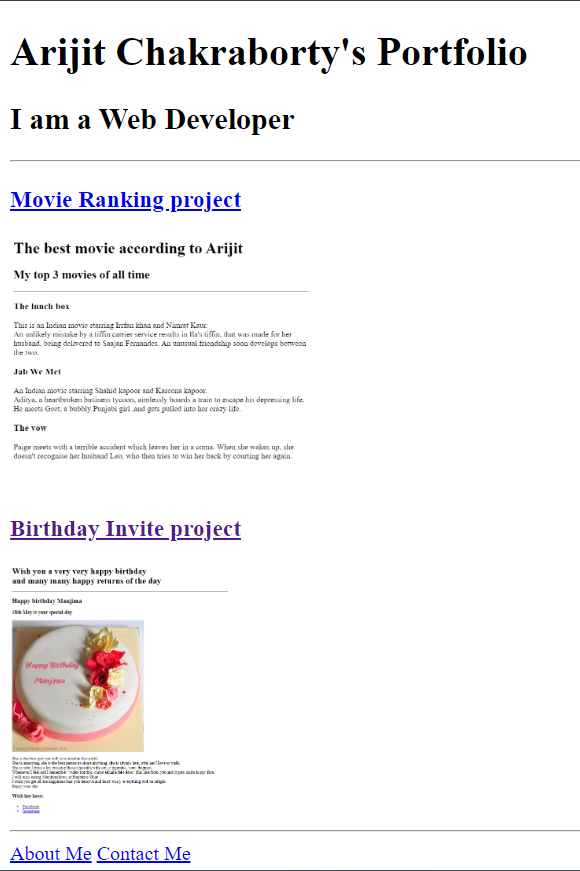 Arijit Chakraborty's Portfolio
I am a Web Developer
Movie Ranking project
The best movie according to Arijit
My top 3 movies of all time
The lunch box
This is an Indian movie starring Irrfan khan and Nimrat Kaur.
An unlikely mistake by a tiffin carrier service results in Ila's tiffin, that was made for her
husband, being delivered to Saajan Fernandes. An unusual friendship soon develops between
the two.
Jab We Met
An Indian movie starring Shahid kapoor and Kareena kapoor.
Aditya, a heartbroken business tycoon, aimlessly boards a train to escape his depressing life.
He meets Geet, a bubbly Punjabi girl ,and gets pulled into her crazy life.
The vow
Paige meets with a terrible accident which leaves her in a coma. When she wakes up, she
doesn't recognise her husband Leo, who then tries to win her back by courting her again.
Birthday Invite project
Wish you a very very happy birthday
and many many happy returns of the day
Happy birthday Manjima
18th May is your special day
Happy Birthday
Manjima
Enjoy your day.
Wish her here:
Facebook
Instagram
About Me Contact Me